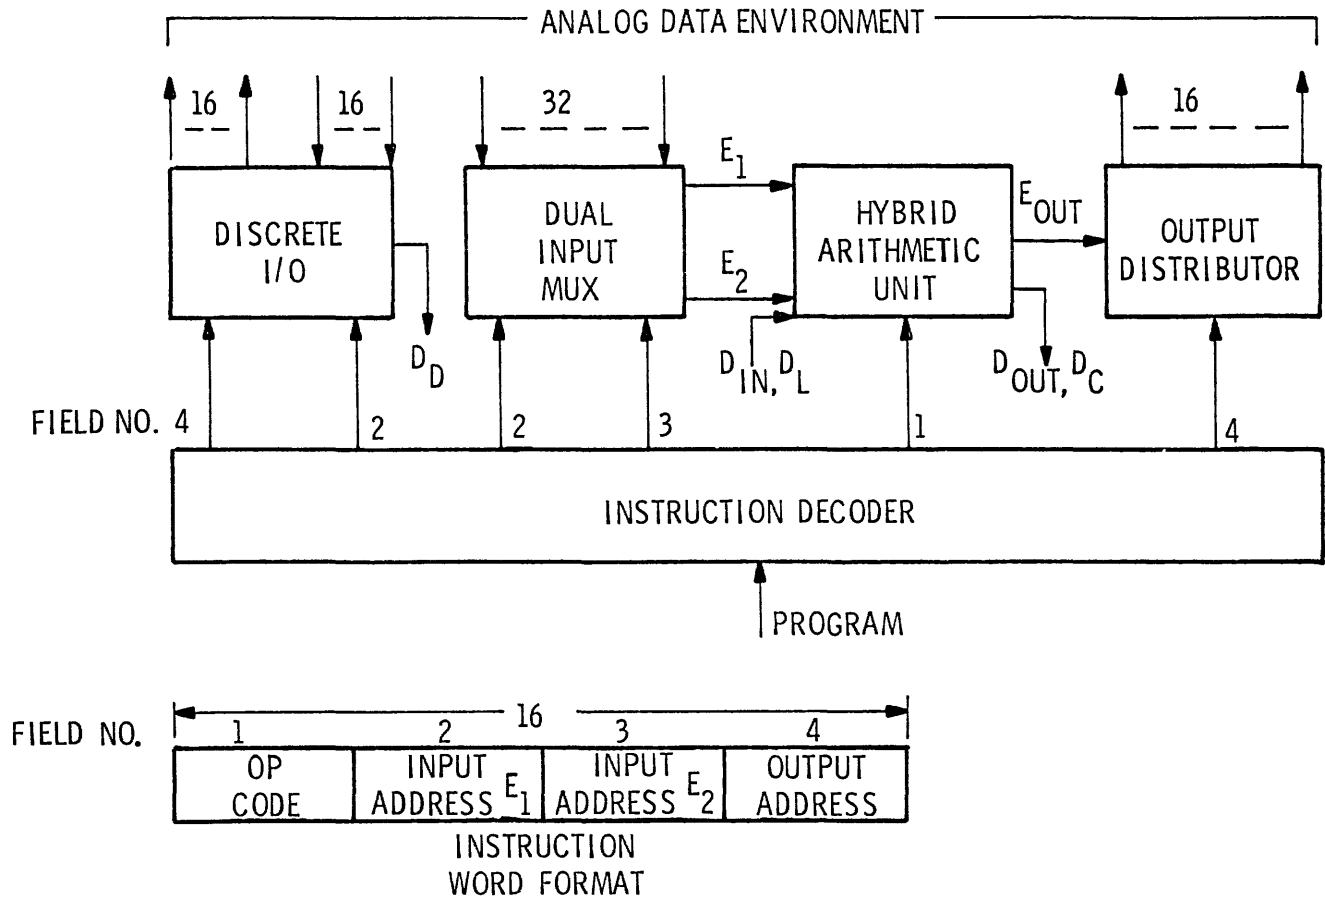 ANALOG DATA ENVIRONMENT
16 16 32 16
DISCRETE
I/O
DUAL
INPUT
MUX
E1
E2
HYBRID
ARITHMETIC
UNIT
EOUT
OUTPUT
DISTRIBUTOR
DD
DIN, DL
DOUT, DC
FIELD NO. 4 2 2 3 1 4
INSTRUCTION DECODER
PROGRAM
16
FIELD NO. 1 2 3 4
OP
CODE
INPUT
ADDRESS E1
INPUT
ADDRESS E2
OUTPUT
ADDRESS
INSTRUCTION
WORD FORMAT